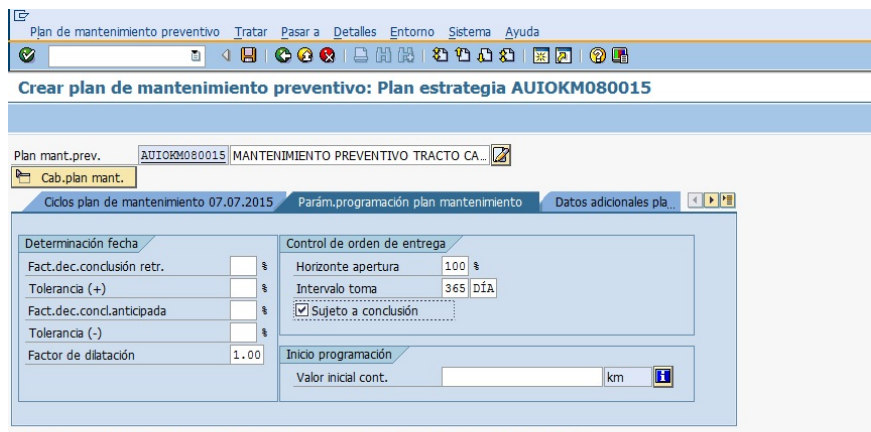 Plan de mantenimiento preventivo Tratar Pasar a Detalles Entorno Sistema Ayuda
Crear plan de mantenimiento preventivo: Plan estrategia AUIOKM080015
Plan mant.prev. AUIOKM080015 MANTENIMIENTO PREVENTIVO TRACTO CA...
Cab.plan mant.
Ciclos plan de mantenimiento 07.07.2015 Parám.programación plan mantenimiento Datos adicionales pla...
Determinación fecha
Fact.dec.conclusión retr. %
Tolerancia (+) %
Fact.dec.concl.anticipada %
Tolerancia (-) %
Factor de dilatación 1.00
Control de orden de entrega
Horizonte apertura 100 %
Intervalo toma 365 DÍA
Sujeto a conclusión
Inicio programación
Valor inicial cont. km